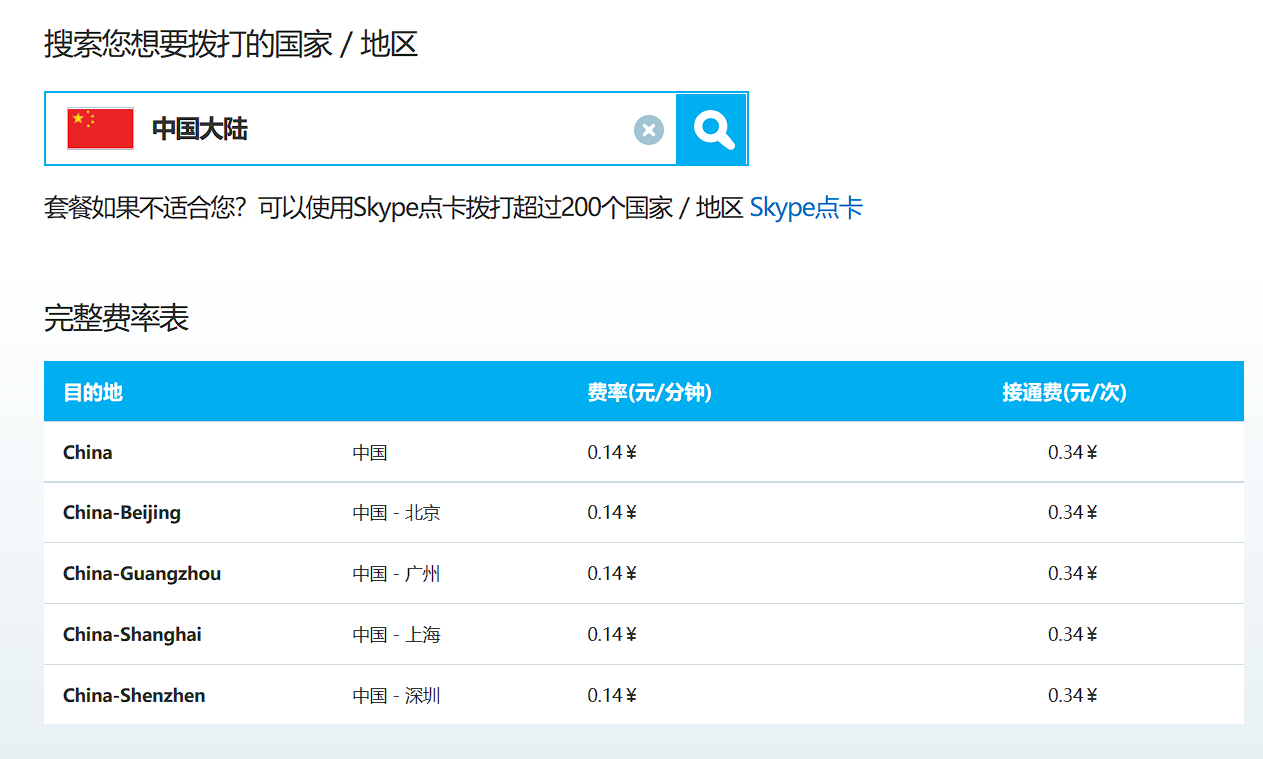 搜索您想要拨打的国家 / 地区
中国大陆
套餐如果不适合您？可以使用Skype点卡拨打超过200个国家 / 地区 Skype点卡
完整费率表
目的地 费率(元/分钟) 接通费(元/次)
China 中国 0.14¥ 0.34¥
China-Beijing 中国 - 北京 0.14¥ 0.34¥
China-Guangzhou 中国 - 广州 0.14¥ 0.34¥
China-Shanghai 中国 - 上海 0.14¥ 0.34¥
China-Shenzhen 中国 - 深圳 0.14¥ 0.34¥